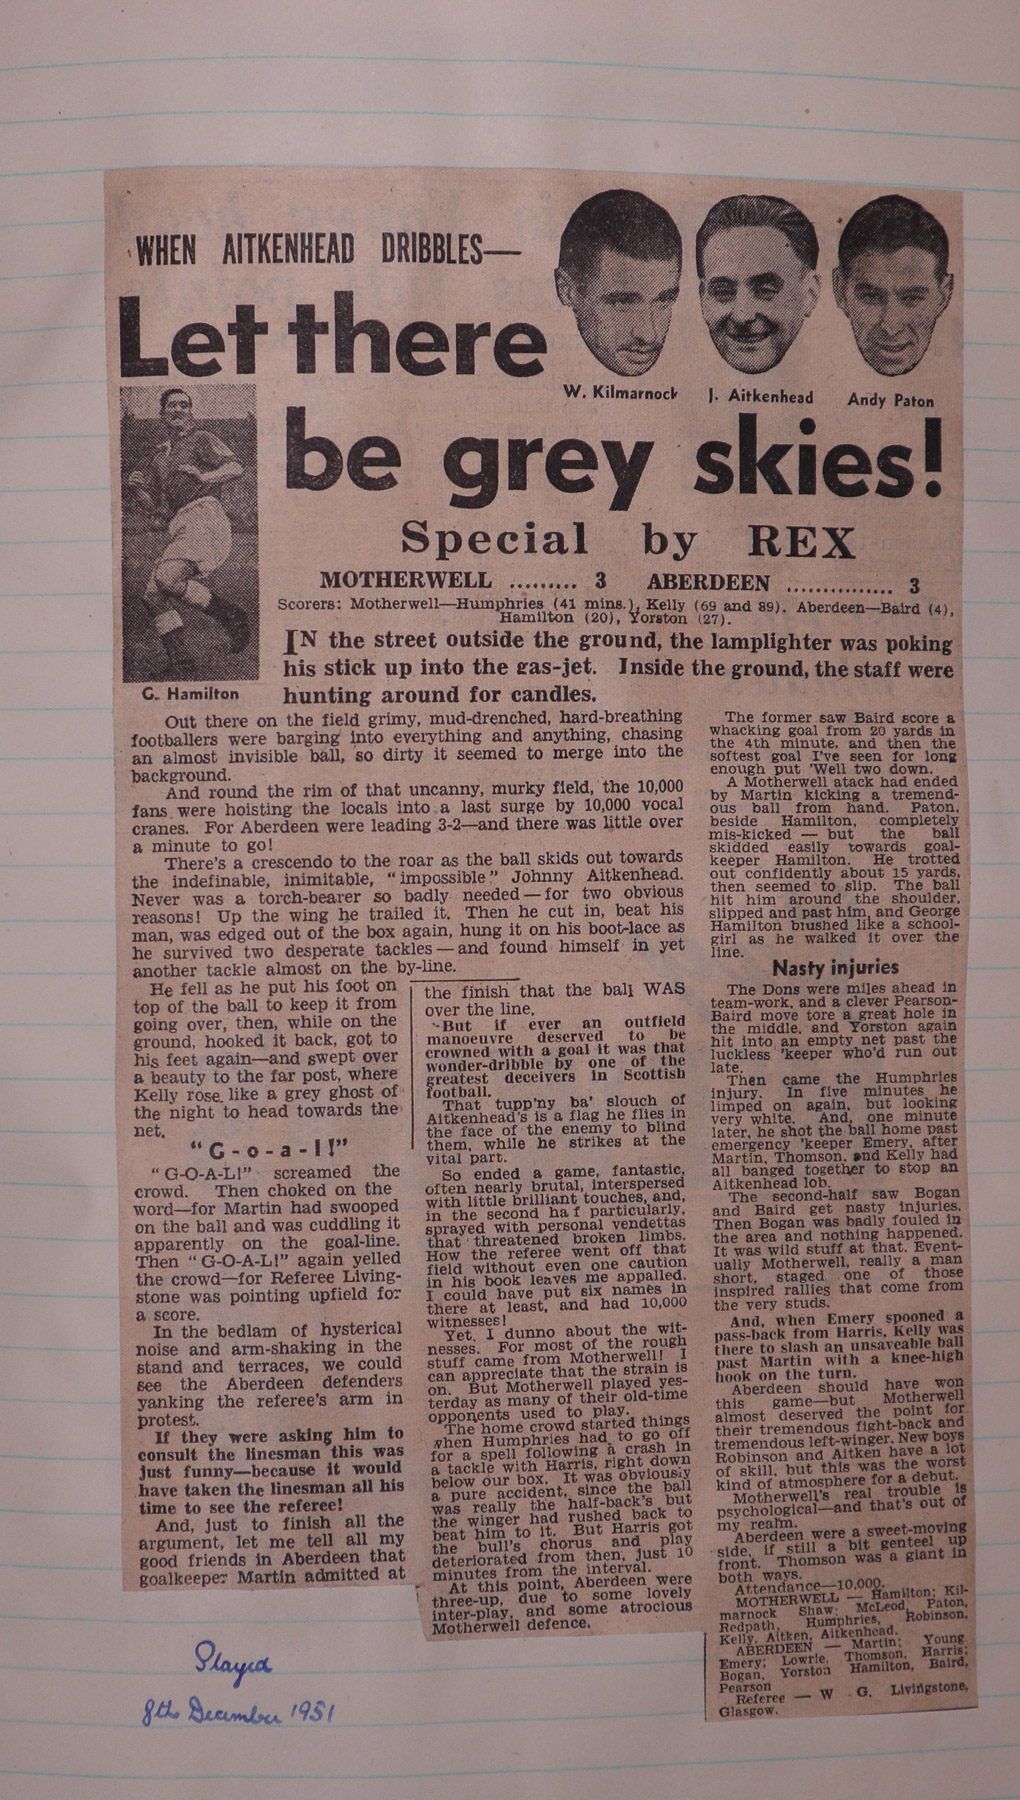 WHEN AITKENHEAD DRIBBLES—
Let there
be grey skies!
W. Kilmarnock
J. Aitkenhead
Andy Paton
G. Hamilton
Special by REX
MOTHERWELL ......... 3 ABERDEEN ............... 3
Scorers: Motherwell—Humphries (41 mins.), Kelly (69 and 89). Aberdeen—Baird (4),
Hamilton (20), Yorston (27).
IN the street outside the ground, the lamplighter was poking
his stick up into the gas-jet. Inside the ground, the staff were
hunting around for candles.
Out there on the field grimy, mud-drenched, hard-breathing
footballers were barging into everything and anything, chasing
an almost invisible ball, so dirty it seemed to merge into the
background.
And round the rim of that uncanny, murky field, the 10,000
fans were hoisting the locals into a last surge by 10,000 vocal
cranes. For Aberdeen were leading 3-2—and there was little over
a minute to go!
There's a crescendo to the roar as the ball skids out towards
the indefinable, inimitable, "impossible" Johnny Aitkenhead.
Never was a torch-bearer so badly needed—for two obvious
reasons! Up the wing he trailed it. Then he cut in, beat his
man, was edged out of the box again, hung it on his boot-lace as
he survived two desperate tackles—and found himself in yet
another tackle almost on the by-line.
He fell as he put his foot on
top of the ball to keep it from
going over, then, while on the
ground, hooked it back, got to
his feet again—and swept over
a beauty to the far post, where
Kelly rose like a grey ghost of
the night to head towards the
net.
"G-o-a-l!"
"G-O-A-L!" screamed the
crowd. Then choked on the
word—for Martin had swooped
on the ball and was cuddling it
apparently on the goal-line.
Then "G-O-A-L!" again yelled
the crowd—for Referee Living-
stone was pointing upfield for
a score.
In the bedlam of hysterical
noise and arm-shaking in the
stand and terraces, we could
see the Aberdeen defenders
yanking the referee's arm in
protest.
If they were asking him to
consult the linesman this was
just funny—because it would
have taken the linesman all his
time to see the referee!
And, just to finish all the
argument, let me tell all my
good friends in Aberdeen that
goalkeeper Martin admitted at
the finish that the ball WAS
over the line.
But if ever an outfield
manoeuvre deserved to be
crowned with a goal it was that
wonder-dribble by one of the
greatest deceivers in Scottish
football.
That tupp'ny ba' slouch of
Aitkenhead's is a flag he flies in
the face of the enemy to blind
them, while he strikes at the
vital part.
So ended a game, fantastic,
often nearly brutal, interspersed
with little brilliant touches, and,
in the second ha f particularly,
sprayed with personal vendettas
that threatened broken limbs.
How the referee went off that
field without even one caution
in his book leaves me appalled.
I could have put six names in
there at least, and had 10,000
witnesses!
Yet, I dunno about the wit-
nesses. For most of the rough
stuff came from Motherwell! I
can appreciate that the strain is
on. But Motherwell played yes-
terday as many of their old-time
opponents used to play.
The home crowd started things
when Humphries had to go off
for a spell following a crash in
a tackle with Harris, right down
below our box. It was obviously
a pure accident, since the ball
was really the half-back's but
the winger had rushed back to
beat him to it. But Harris got
the bull's chorus and play
deteriorated from then, just 10
minutes from the interval.
At this point, Aberdeen were
three-up, due to some lovely
inter-play, and some atrocious
Motherwell defence.
The former saw Baird score a
whacking goal from 20 yards in
the 4th minute, and then the
softest goal I've seen for long
enough put 'Well two down.
A Motherwell atack had ended
by Martin kicking a tremend-
ous ball from hand. Paton,
beside Hamilton, completely
mis-kicked — but the ball
skidded easily towards goal-
keeper Hamilton. He trotted
out confidently about 15 yards,
then seemed to slip. The ball
hit him around the shoulder,
slipped and past him, and George
Hamilton blushed like a school-
girl as he walked it over the
line.
Nasty injuries
The Dons were miles ahead in
team-work, and a clever Pearson-
Baird move tore a great hole in
the middle, and Yorston again
hit into an empty net past the
luckless 'keeper who'd run out
late.
Then came the Humphries
injury. In five minutes he
limped on again, but looking
very white. And, one minute
later, he shot the ball home past
emergency 'keeper Emery, after
Martin, Thomson, and Kelly had
all banged together to stop an
Aitkenhead lob.
The second-half saw Bogan
and Baird get nasty injuries.
Then Bogan was badly fouled in
the area and nothing happened.
It was wild stuff at that. Event-
ually Motherwell, really a man
short, staged one of those
inspired rallies that come from
the very studs.
And, when Emery spooned a
pass-back from Harris, Kelly was
there to slash an unsaveable ball
past Martin with a knee-high
hook on the turn.
Aberdeen should have won
this game—but Motherwell
almost deserved the point for
their tremendous fight-back and
tremendous left-winger. New boys
Robinson and Aitken have a lot
of skill, but this was the worst
kind of atmosphere for a debut.
Motherwell's real trouble is
psychological—and that's out of
my realm.
Aberdeen were a sweet-moving
side, if still a bit genteel up
front. Thomson was a giant in
both ways.
Attendance—10,000.
MOTHERWELL — Hamilton; Kil-
marnock Shaw; McLeod, Paton,
Redpath, Humphries, Robinson,
Kelly, Aitken, Aitkenhead.
ABERDEEN — Martin; Young
Emery; Lowrie, Thomson, Harris;
Bogan, Yorston Hamilton, Baird,
Pearson
Referee — W G. Livingstone,
Glasgow.
Played
8th December 1951